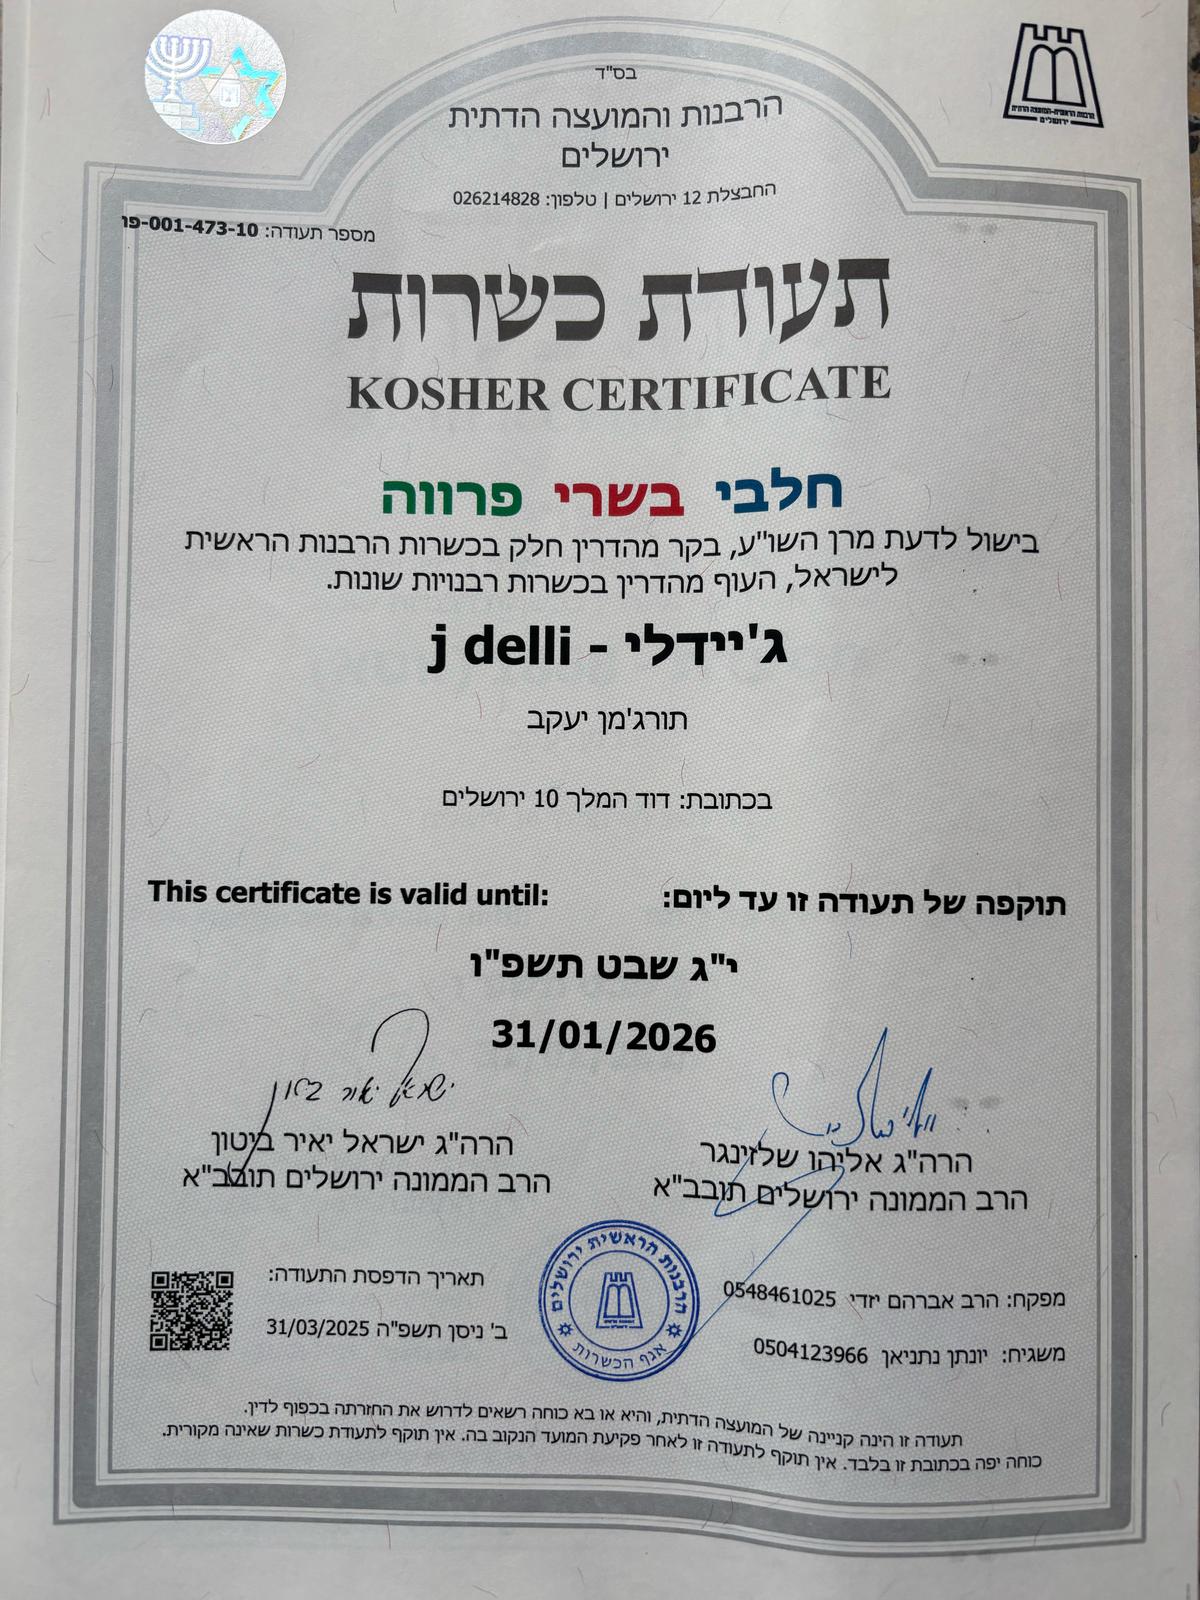 בס"ד
הרבנות והמועצה הדתית
ירושלים
החבצלת 12 ירושלים | טלפון: 026214828
מספר תעודה: 10-473-001-פו
תעודת כשרות
KOSHER CERTIFICATE
חלבי בשרי פרווה
בישול לדעת מרן השו"ע, בקר מהדרין חלק בכשרות הרבנות הראשית
לישראל, העוף מהדרין בכשרות רבנויות שונות.
ג'יידלי - j delli
תורג'מן יעקב
בכתובת: דוד המלך 10 ירושלים
תוקפה של תעודה זו עד ליום:
This certificate is valid until:
י"ג שבט תשפ"ו
31/01/2026
ישראל יאיר ביטון
הרה"ג אליהו שלזינגר
הרב הממונה ירושלים תובב"א
הרה"ג ישראל יאיר ביטון
הרב הממונה ירושלים תובב"א
מפקח: הרב אברהם יזדי 0548461025
משגיח: יונתן נתניאן 0504123966
הרבנות הראשית ירושלים
אגף הכשרות
תאריך הדפסת התעודה:
ב' ניסן תשפ"ה 31/03/2025
תעודה זו הינה קניינה של המועצה הדתית, והיא או בא כוחה רשאים לדרוש את החזרתה בכפוף לדין.
כוחה יפה בכתובת זו בלבד. אין תוקף לתעודה זו לאחר פקיעת המועד הנקוב בה. אין תוקף לתעודת כשרות שאינה מקורית.